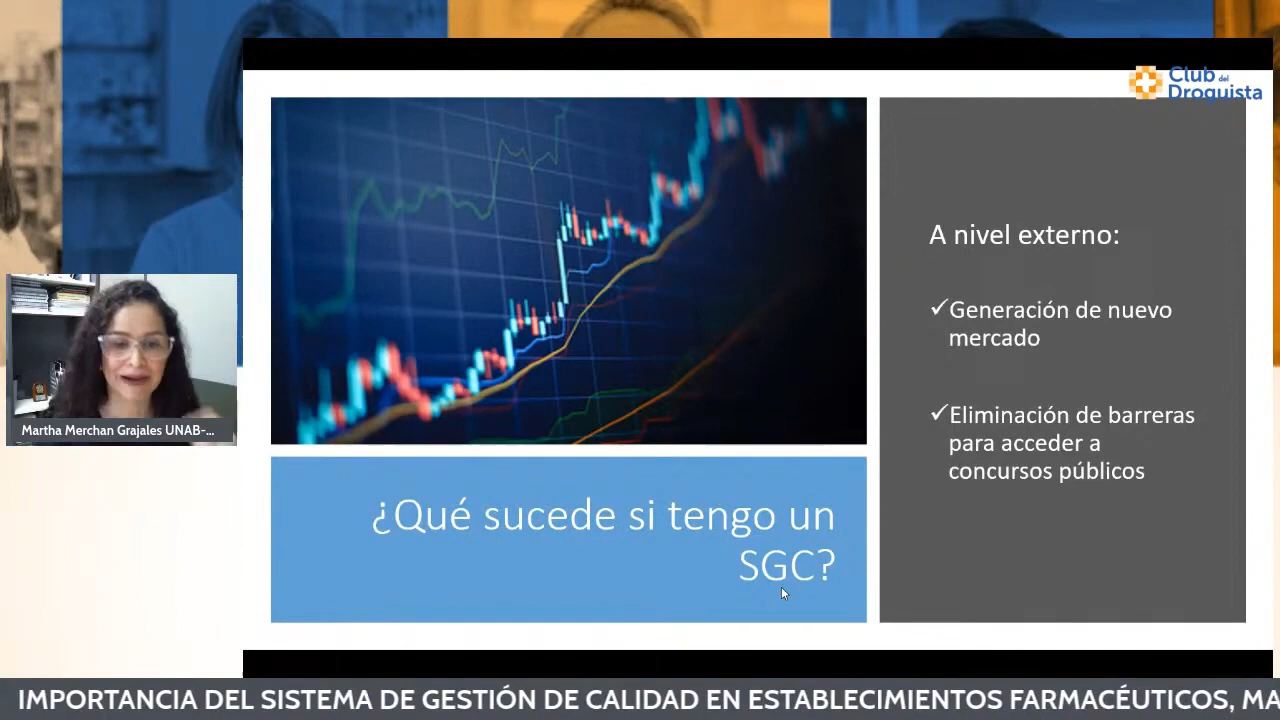 Club del
Droguista
A nivel externo:
✓Generación de nuevo
mercado
✓Eliminación de barreras
para acceder a
concursos públicos
¿Qué sucede si tengo un
SGC?
Martha Merchan Grajales UNAB-...
IMPORTANCIA DEL SISTEMA DE GESTIÓN DE CALIDAD EN ESTABLECIMIENTOS FARMACÉUTICOS, MA